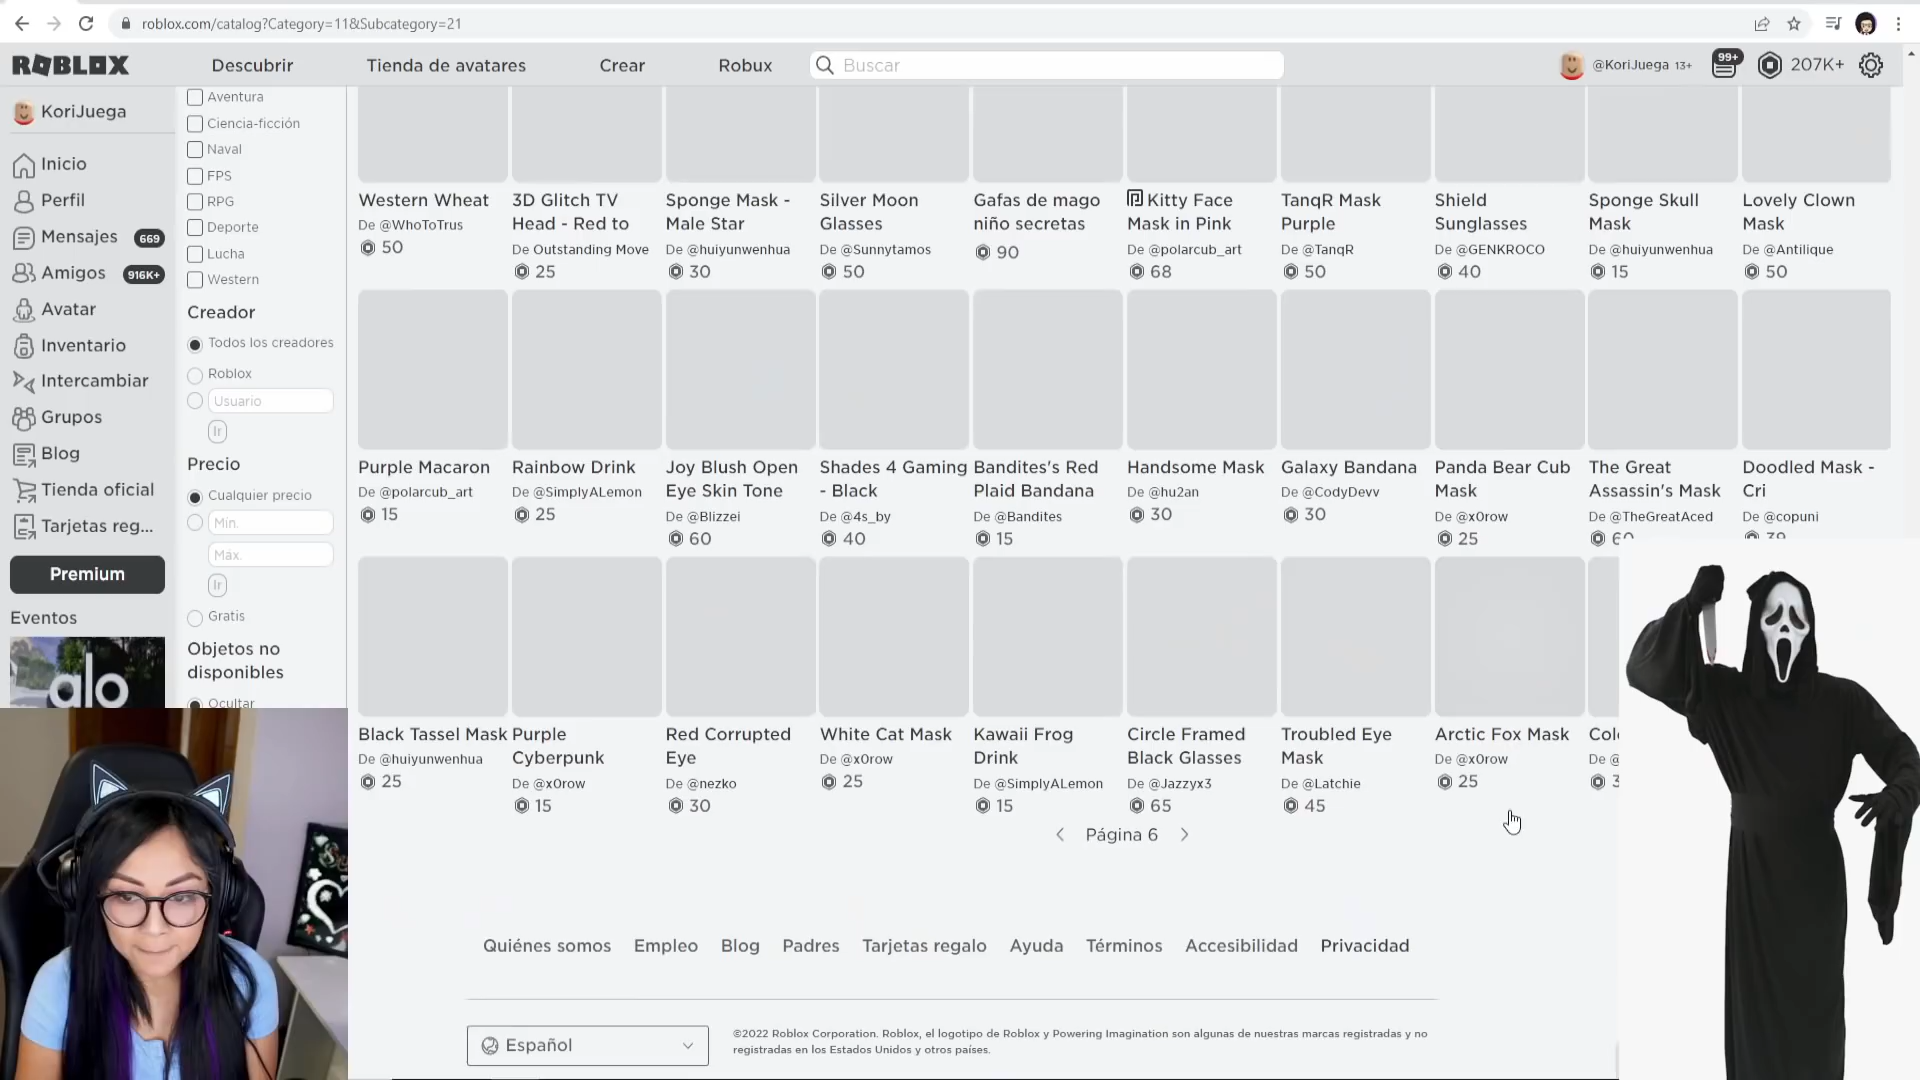 roblox.com/catalog?Category=11&Subcategory=21
ROBLOX
Descubrir
Tienda de avatares
Crear
Robux
Buscar
@KoriJuega 13+
99+
207K+
KoriJuega
Inicio
Perfil
Mensajes 669
Amigos 916K+
Avatar
Inventario
Intercambiar
Grupos
Blog
Tienda oficial
Tarjetas reg...
Premium
Eventos
alo
Aventura
Ciencia-ficción
Naval
FPS
RPG
Deporte
Lucha
Western
Creador
Todos los creadores
Roblox
Usuario
Ir
Precio
Cualquier precio
Mín.
Máx.
Ir
Gratis
Objetos no
disponibles
Ocultar
Western Wheat
De @WhoToTrus
50
3D Glitch TV
Head - Red to
De Outstanding Move
25
Sponge Mask -
Male Star
De @huiyunwenhua
30
Silver Moon
Glasses
De @Sunnytamos
50
Gafas de mago
niño secretas
90
Kitty Face
Mask in Pink
De @polarcub_art
68
TanqR Mask
Purple
De @TanqR
50
Shield
Sunglasses
De @GENKROCO
40
Sponge Skull
Mask
De @huiyunwenhua
15
Lovely Clown
Mask
De @Antilique
50
Purple Macaron
De @polarcub_art
15
Rainbow Drink
De @SimplyALemon
25
Joy Blush Open
Eye Skin Tone
De @Blizzei
60
Shades 4 Gaming
- Black
De @4s_by
40
Bandites's Red
Plaid Bandana
De @Bandites
15
Handsome Mask
De @hu2an
30
Galaxy Bandana
De @CodyDevv
30
Panda Bear Cub
Mask
De @x0row
25
The Great
Assassin's Mask
De @TheGreatAced
60
Doodled Mask -
Cri
De @copuni
39
Black Tassel Mask
De @huiyunwenhua
25
Purple
Cyberpunk
De @x0row
15
Red Corrupted
Eye
De @nezko
30
White Cat Mask
De @x0row
25
Kawaii Frog
Drink
De @SimplyALemon
15
Circle Framed
Black Glasses
De @Jazzyx3
65
Troubled Eye
Mask
De @Latchie
45
Arctic Fox Mask
De @x0row
25
De
Página 6
Quiénes somos
Empleo
Blog
Padres
Tarjetas regalo
Ayuda
Términos
Accesibilidad
Privacidad
Español
©2022 Roblox Corporation. Roblox, el logotipo de Roblox y Powering Imagination son algunas de nuestras marcas registradas y no
registradas en los Estados Unidos y otros países.